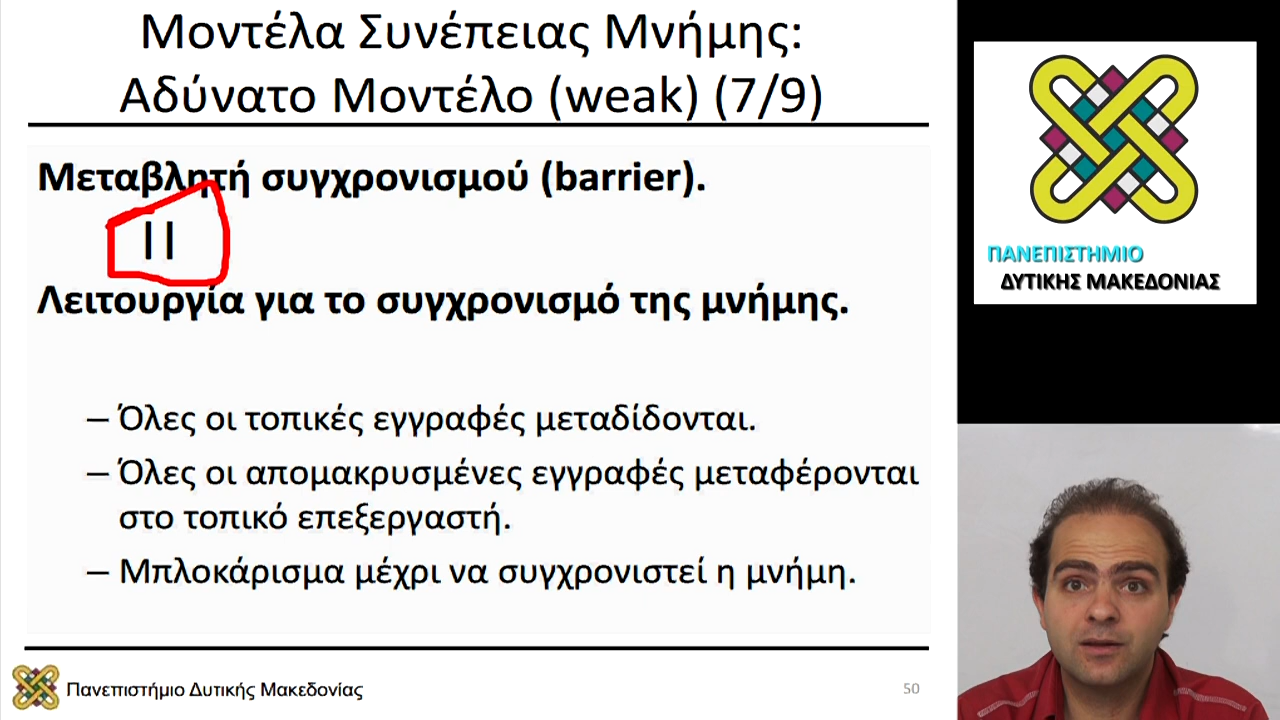 Μοντέλα Συνέπειας Μνήμης:
Αδύνατο Μοντέλο (weak) (7/9)
Μεταβλητή συγχρονισμού (barrier).
||
Λειτουργία για το συγχρονισμό της μνήμης.
– Όλες οι τοπικές εγγραφές μεταδίδονται.
– Όλες οι απομακρυσμένες εγγραφές μεταφέρονται
στο τοπικό επεξεργαστή.
– Μπλοκάρισμα μέχρι να συγχρονιστεί η μνήμη.
Πανεπιστήμιο Δυτικής Μακεδονίας
50
ΠΑΝΕΠΙΣΤΗΜΙΟ
ΔΥΤΙΚΗΣ ΜΑΚΕΔΟΝΙΑΣ